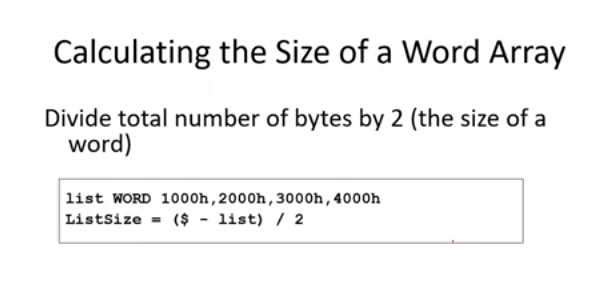 Calculating the Size of a Word Array
Divide total number of bytes by 2 (the size of a
word)
list WORD 1000h,2000h,3000h,4000h
ListSize = ($ - list) / 2